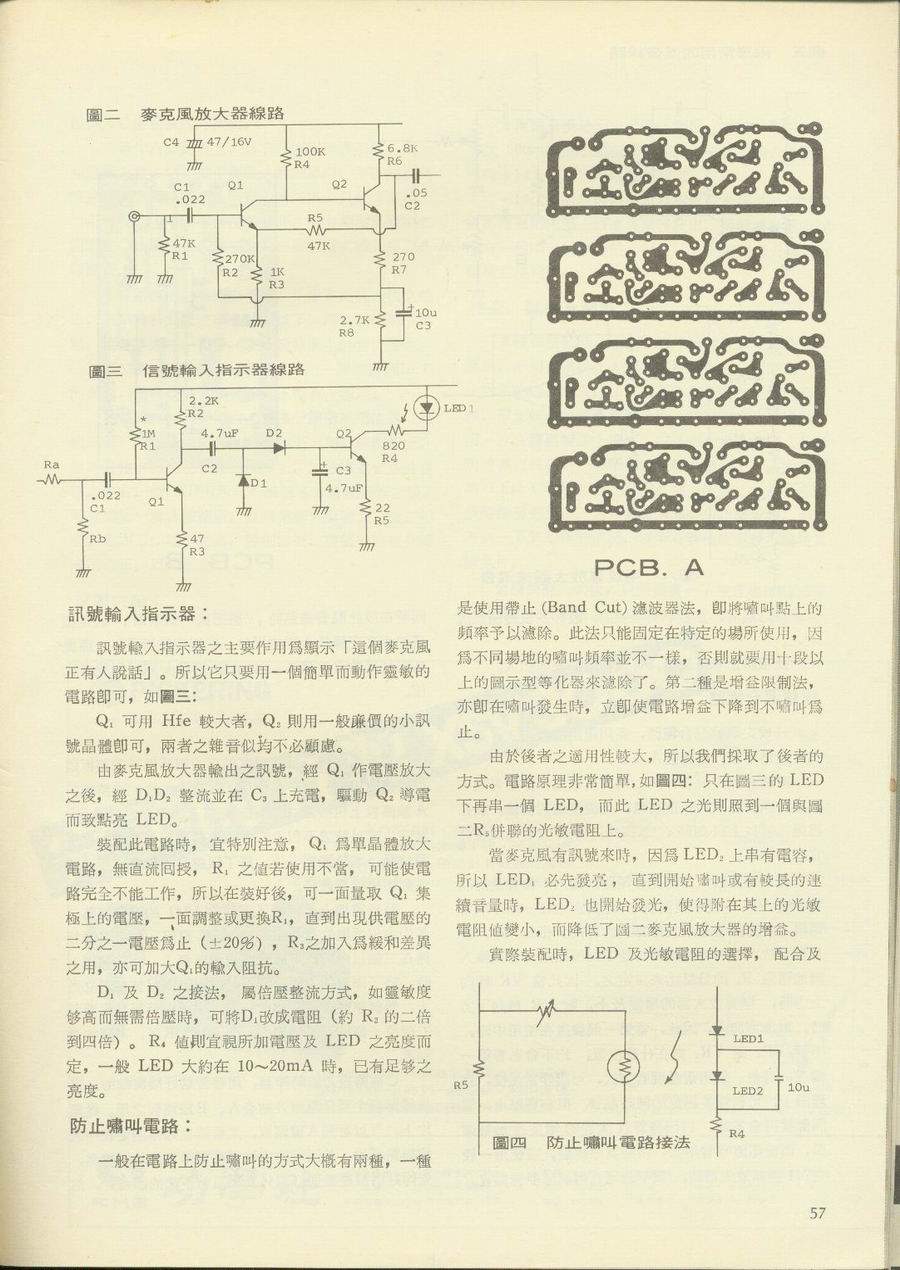 圖二　麥克風放大器線路
C4 47/16V
100K
R4
6.8K
R6
C1
.022
Q1
Q2
.05
C2
R5
47K
47K
R1
270K
R2
1K
R3
270
R7
2.7K
R8
+
10u
C3
圖三　信號輸入指示器線路
2.2K
R2
LED1
*
1M
R1
4.7uF
C2
D2
Q2
820
R4
Ra
.022
C1
Q1
D1
+
C3
4.7uF
22
R5
Rb
47
R3
PCB. A
訊號輸入指示器：
訊號輸入指示器之主要作用爲顯示「這個麥克風
正有人說話」。所以它只要用一個簡單而動作靈敏的
電路卽可，如圖三：
Q₁ 可用 Hfe 較大者，Q₂ 則用一般廉價的小訊
號晶體卽可，兩者之雜音似均不必顧慮。
由麥克風放大器輸出之訊號，經 Q₁ 作電壓放大
之後，經 D₁D₂ 整流並在 C₃ 上充電，驅動 Q₂ 導電
而致點亮 LED。
裝配此電路時，宜特別注意，Q₁ 爲單晶體放大
電路，無直流囘授，R₁ 之值若使用不當，可能使電
路完全不能工作，所以在裝好後，可一面量取 Q₁ 集
極上的電壓，一面調整或更換R₁，直到出現供電壓的
二分之一電壓爲止（±20%），R₃之加入爲緩和差異
之用，亦可加大Q₁的輸入阻抗。
D₁ 及 D₂ 之接法，屬倍壓整流方式，如靈敏度
够高而無需倍壓時，可將D₁改成電阻（約 R₂ 的二倍
到四倍）。R₄ 值則宜視所加電壓及 LED 之亮度而
定，一般 LED 大約在 10～20mA 時，已有足够之
亮度。
防止嘯叫電路：
一般在電路上防止嘯叫的方式大概有兩種，一種
是使用帶止 (Band Cut) 濾波器法，卽將嘯叫點上的
頻率予以濾除。此法只能固定在特定的場所使用，因
爲不同場地的嘯叫頻率並不一樣，否則就要用十段以
上的圖示型等化器來濾除了。第二種是增益限制法，
亦卽在嘯叫發生時，立卽使電路增益下降到不嘯叫爲
止。
由於後者之適用性較大，所以我們採取了後者的
方式。電路原理非常簡單，如圖四：只在圖三的 LED
下再串一個 LED，而此 LED 之光則照到一個與圖
二R₅併聯的光敏電阻上。
當麥克風有訊號來時，因爲 LED₂ 上串有電容，
所以 LED₁ 必先發亮，直到開始嘯叫或有較長的連
續音量時，LED₂ 也開始發光，使得附在其上的光敏
電阻值變小，而降低了圖二麥克風放大器的增益。
實際裝配時，LED 及光敏電阻的選擇，配合及
R5
LED1
LED2
10u
R4
圖四　防止嘯叫電路接法
57